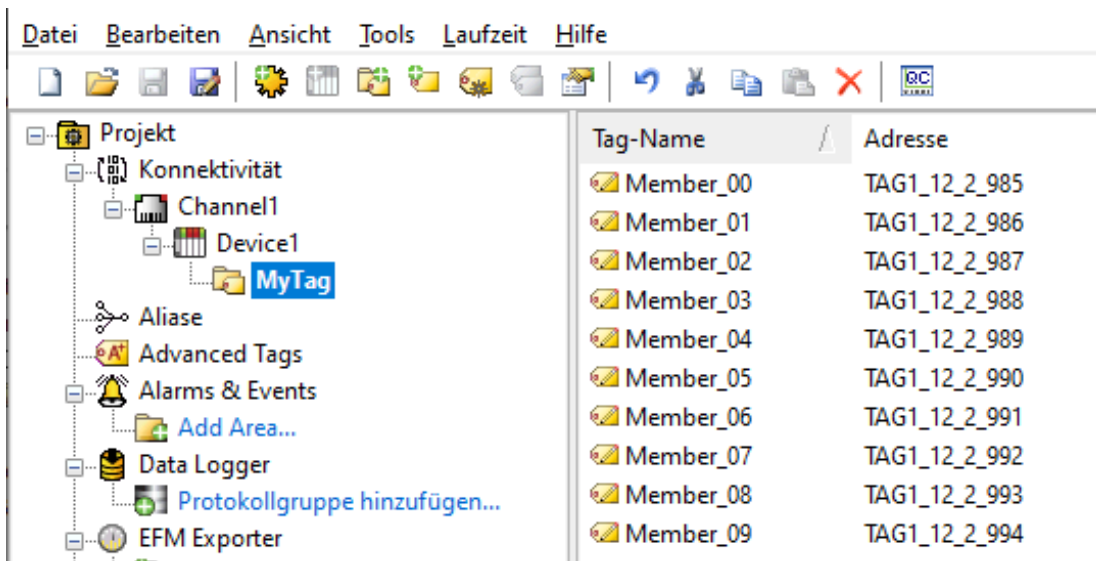 Datei Bearbeiten Ansicht Tools Laufzeit Hilfe
QC
Projekt
Konnektivität
Channel1
Device1
MyTag
Aliase
A+
Advanced Tags
Alarms & Events
Add Area...
Data Logger
Protokollgruppe hinzufügen...
EFM Exporter
Tag-Name Adresse
Member_00 TAG1_12_2_985
Member_01 TAG1_12_2_986
Member_02 TAG1_12_2_987
Member_03 TAG1_12_2_988
Member_04 TAG1_12_2_989
Member_05 TAG1_12_2_990
Member_06 TAG1_12_2_991
Member_07 TAG1_12_2_992
Member_08 TAG1_12_2_993
Member_09 TAG1_12_2_994